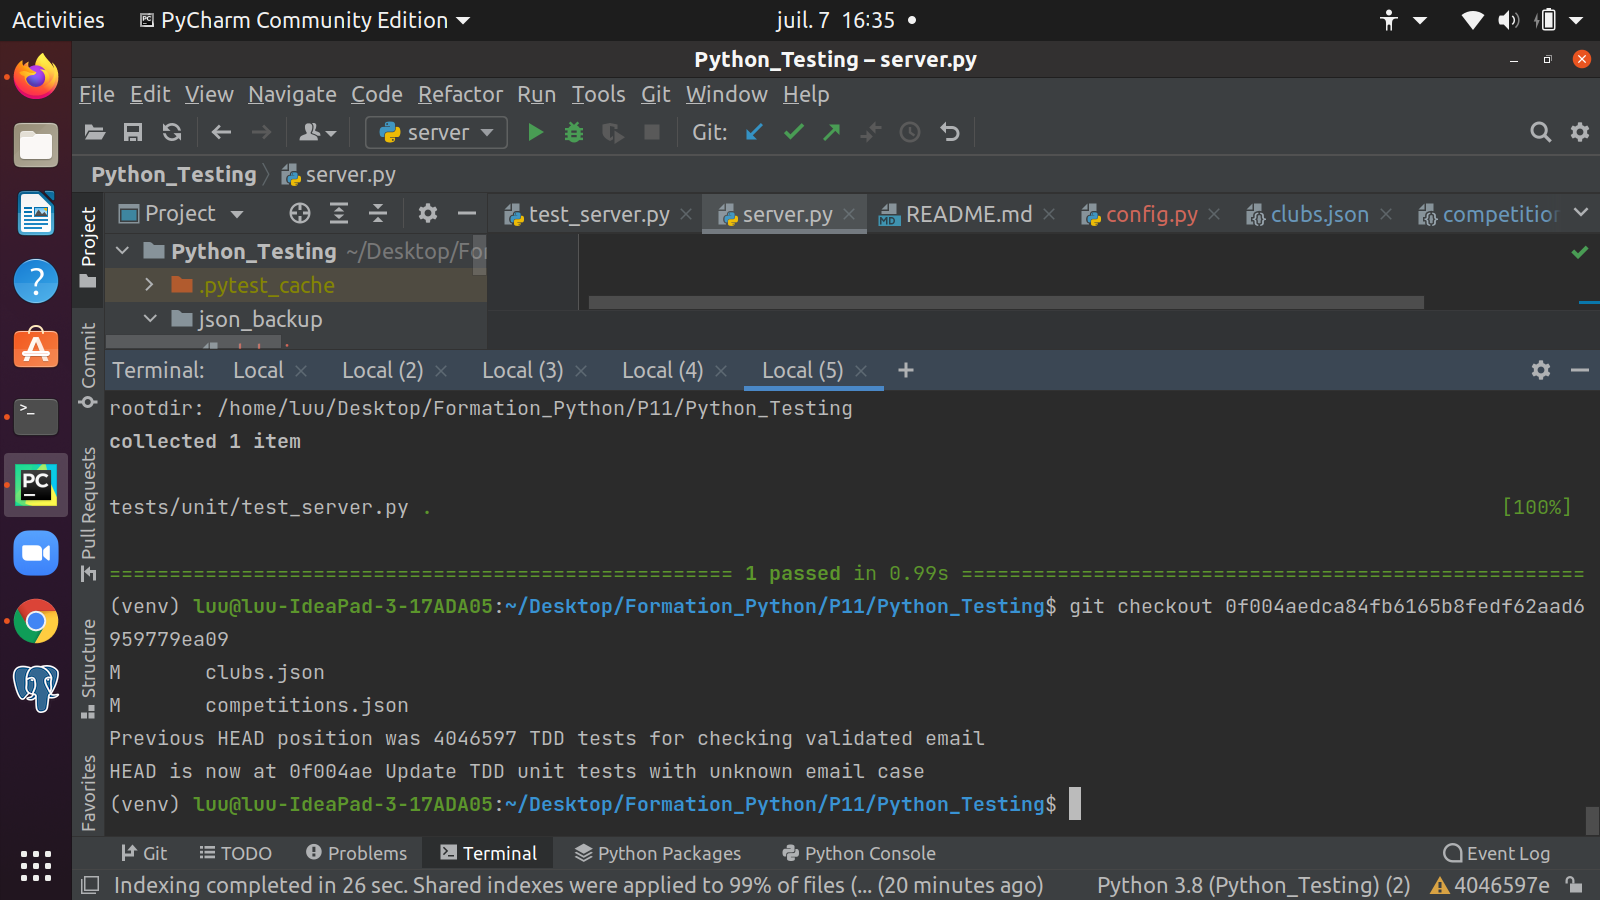 Activities PyCharm Community Edition juil. 7 16:35
Python_Testing – server.py
File Edit View Navigate Code Refactor Run Tools Git Window Help
server Git:
Python_Testing server.py
Project
Project test_server.py server.py README.md config.py clubs.json competition
Python_Testing ~/Desktop/For
.pytest_cache
json_backup
Commit
Terminal: Local Local (2) Local (3) Local (4) Local (5) +
rootdir: /home/luu/Desktop/Formation_Python/P11/Python_Testing
collected 1 item
Pull Requests
tests/unit/test_server.py . [100%]
==================================================== 1 passed in 0.99s ====================================================
(venv) luu@luu-IdeaPad-3-17ADA05:~/Desktop/Formation_Python/P11/Python_Testing$ git checkout 0f004aedca84fb6165b8fedf62aad6
959779ea09
Structure
M clubs.json
M competitions.json
Previous HEAD position was 4046597 TDD tests for checking validated email
HEAD is now at 0f004ae Update TDD unit tests with unknown email case
Favorites
(venv) luu@luu-IdeaPad-3-17ADA05:~/Desktop/Formation_Python/P11/Python_Testing$
Git TODO Problems Terminal Python Packages Python Console Event Log
Indexing completed in 26 sec. Shared indexes were applied to 99% of files (... (20 minutes ago) Python 3.8 (Python_Testing) (2) 4046597e